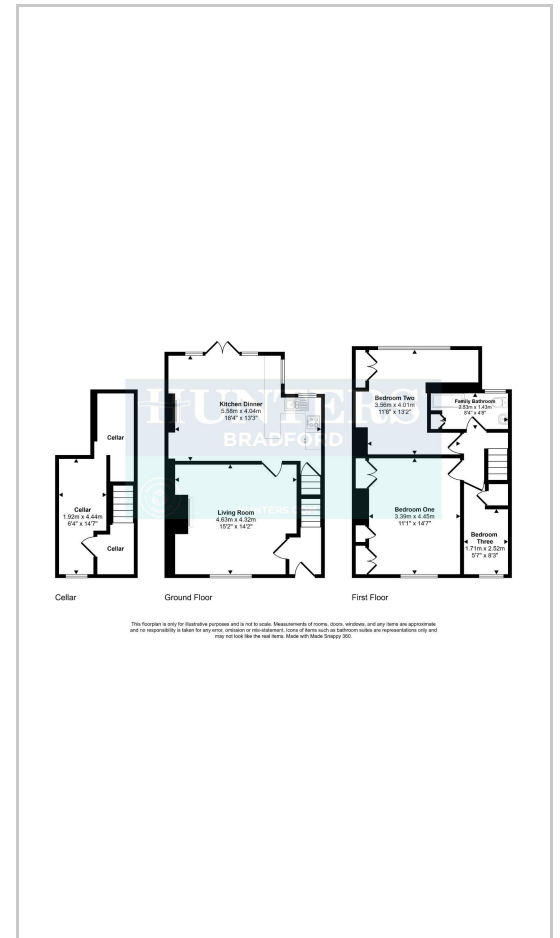 HUNTERS
BRADFORD
Cellar
Cellar
1.92m x 4.44m
6'4" x 14'7"
Cellar
Cellar
Kitchen Dinner
5.58m x 4.04m
18'4" x 13'3"
Living Room
4.63m x 4.32m
15'2" x 14'2"
Ground Floor
Bedroom Two
3.56m x 4.01m
11'8" x 13'2"
Family Bathroom
2.53m x 1.43m
8'4" x 4'8"
Bedroom One
3.39m x 4.45m
11'1" x 14'7"
Bedroom
Three
1.71m x 2.52m
5'7" x 8'3"
First Floor
This floorplan is only for illustrative purposes and is not to scale. Measurements of rooms, doors, windows, and any items are approximate
and no responsibility is taken for any error, omission or mis-statement. Icons of items such as bathroom suites are representations only and
may not look like the real items. Made with Made Snappy 360.